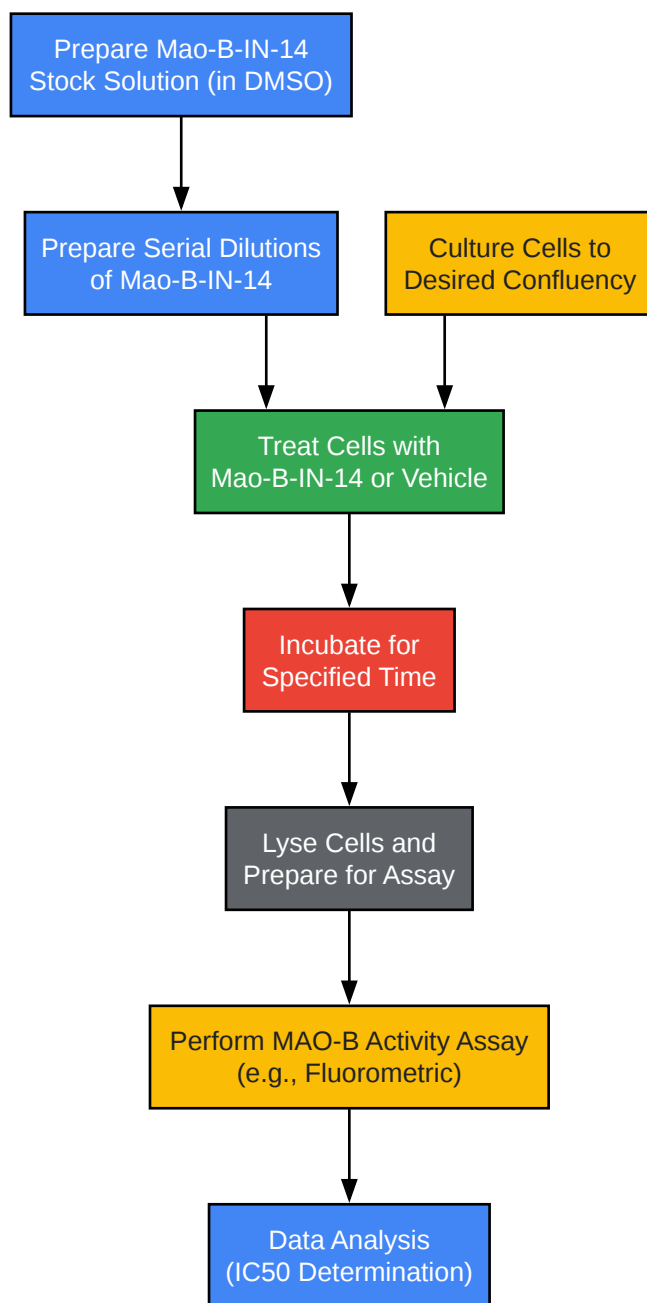 Prepare Mao-B-IN-14
Stock Solution (in DMSO)
Prepare Serial Dilutions
of Mao-B-IN-14
Culture Cells to
Desired Confluency
Treat Cells with
Mao-B-IN-14 or Vehicle
Incubate for
Specified Time
Lyse Cells and
Prepare for Assay
Perform MAO-B Activity Assay
(e.g., Fluorometric)
Data Analysis
(IC50 Determination)